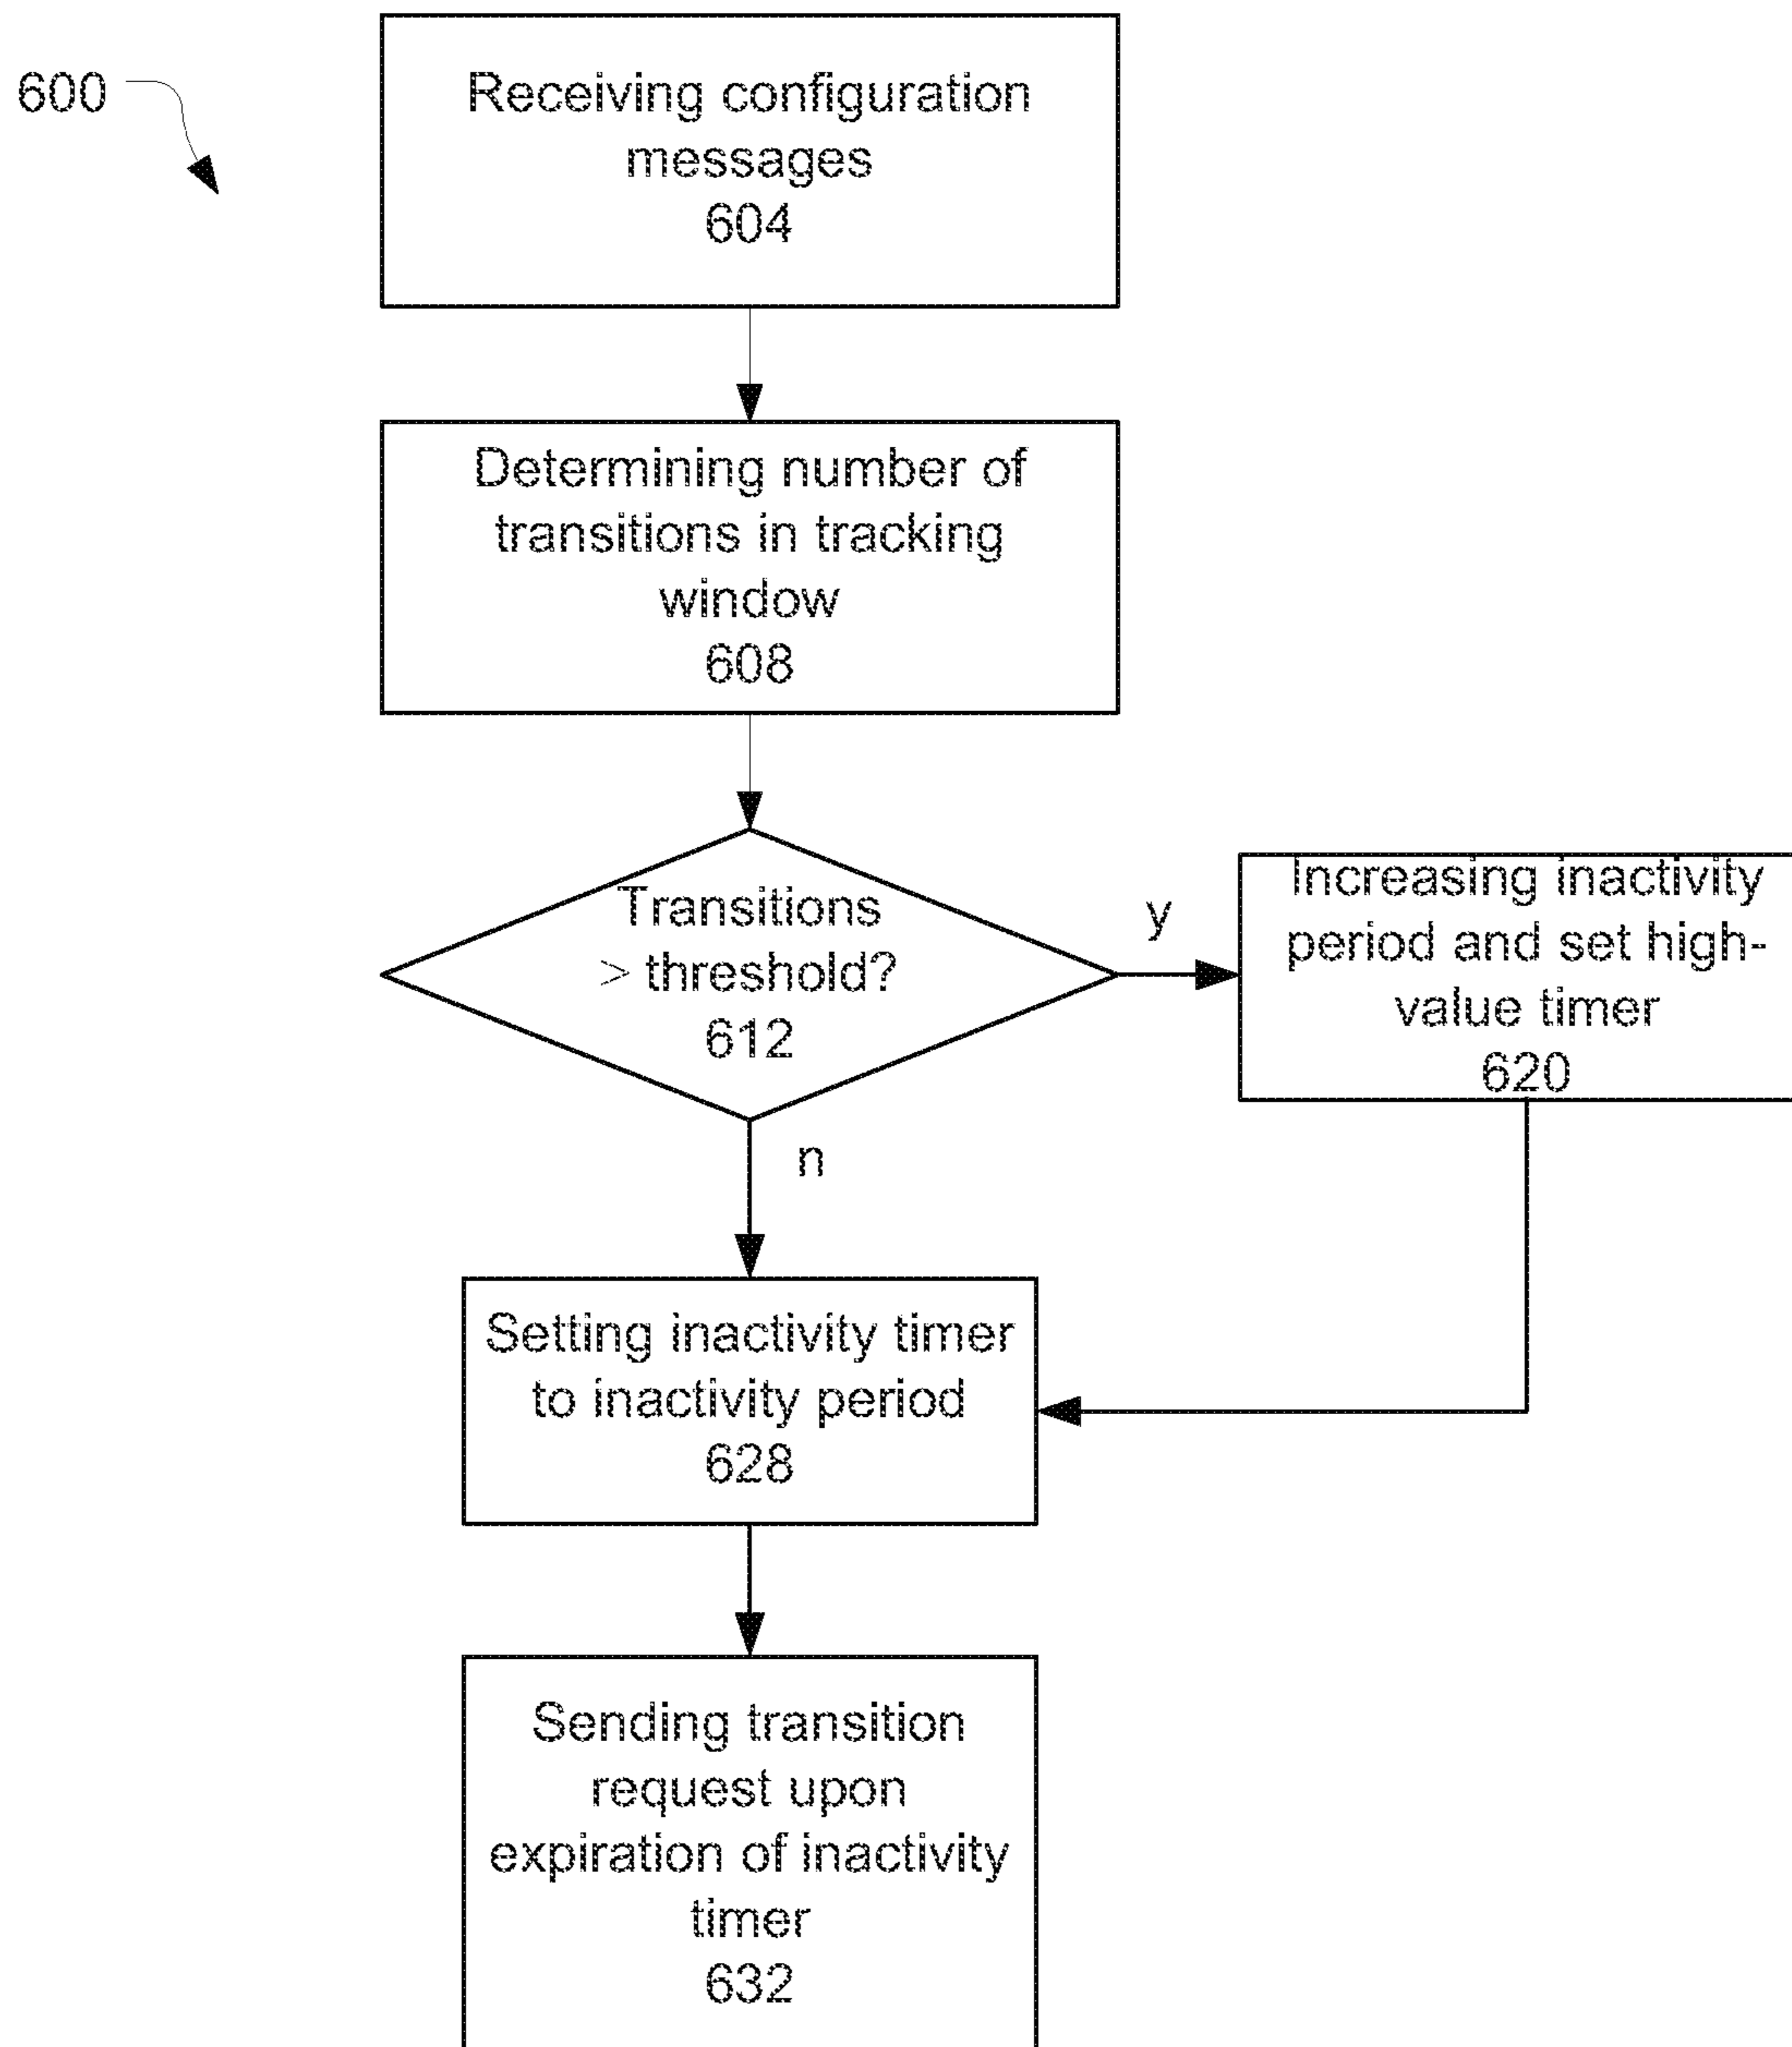 600
Receiving configuration
messages
604
Determining number of
transitions in tracking
window
608
Transitions
> threshold?
612
y
Increasing inactivity
period and set high-
value timer
620
n
Setting inactivity timer
to inactivity period
628
Sending transition
request upon
expiration of inactivity
timer
632